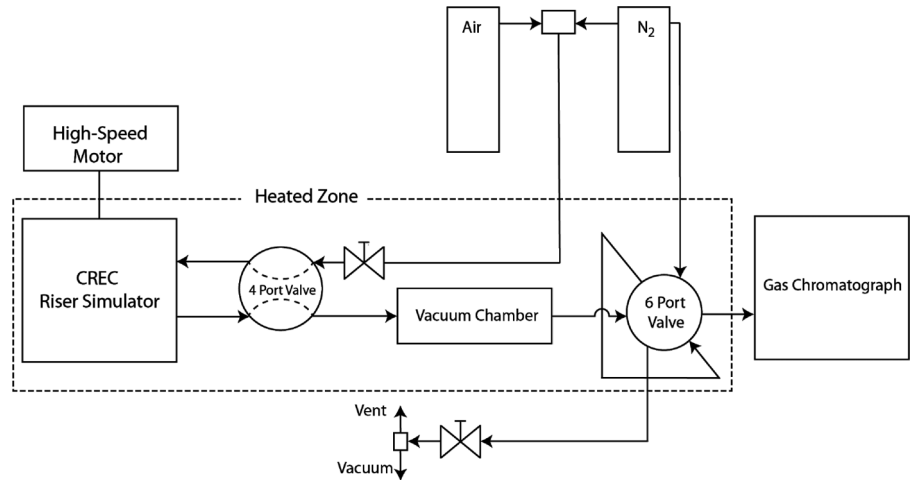 Air
N2
High-Speed
Motor
Heated Zone
CREC
Riser Simulator
4 Port Valve
Vacuum Chamber
6 Port
Valve
Gas Chromatograph
Vent
Vacuum